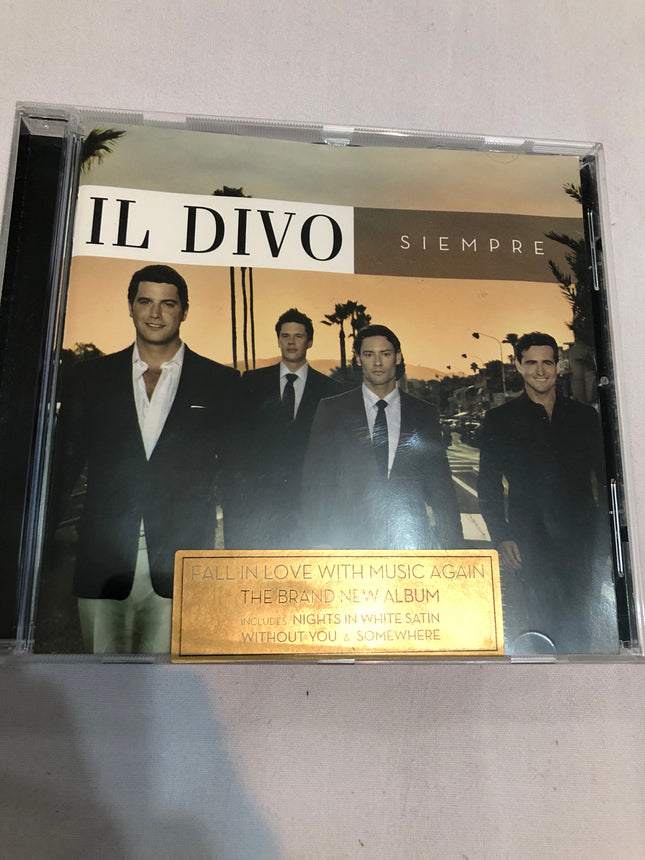 IL DIVO
SIEMPRE
FALL IN LOVE WITH MUSIC AGAIN
THE BRAND NEW ALBUM
INCLUDES NIGHTS IN WHITE SATIN
WITHOUT YOU & SOMEWHERE